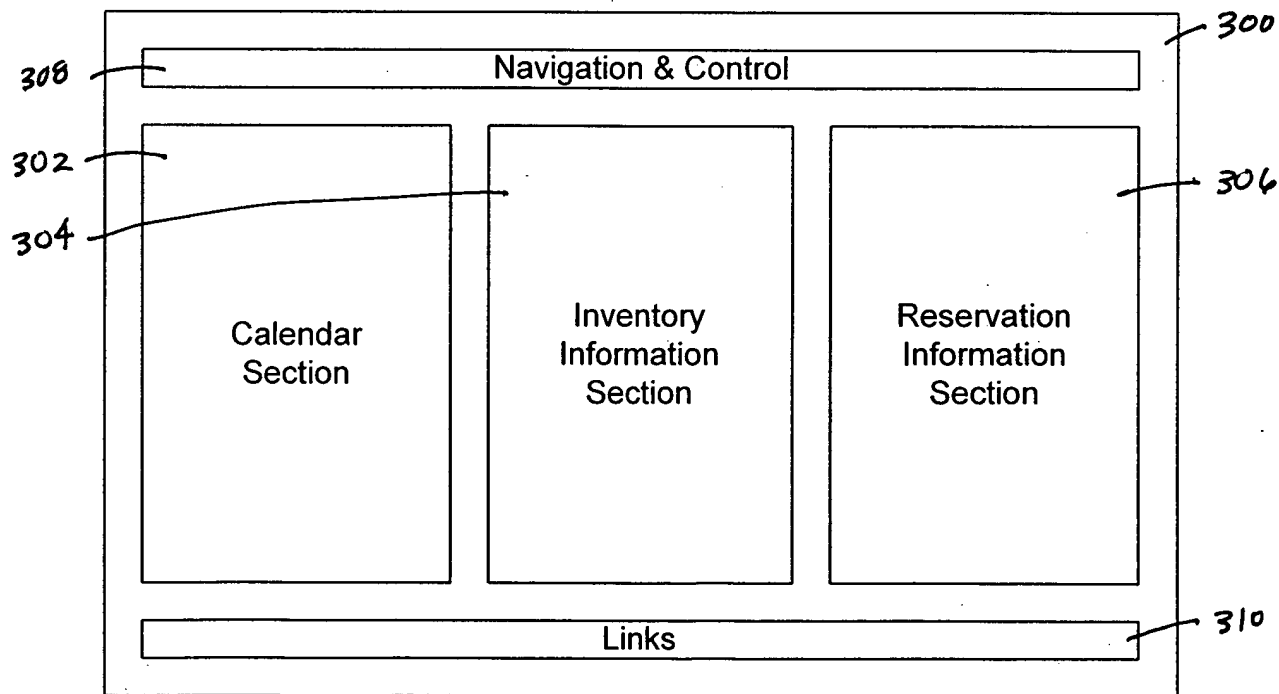 300
308
Navigation & Control
302
306
304
Calendar
Section
Inventory
Information
Section
Reservation
Information
Section
Links
310